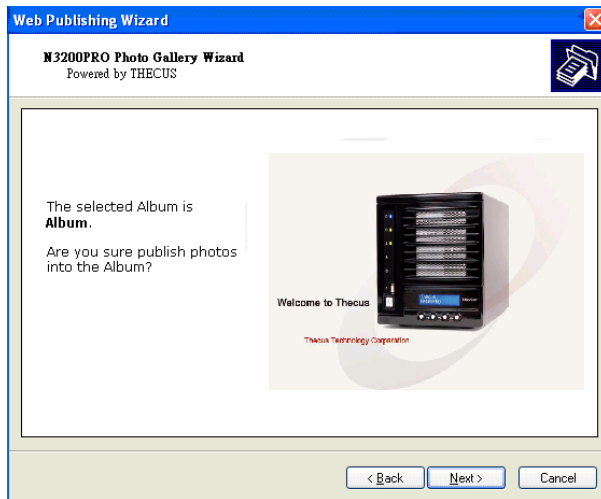 Web Publishing Wizard
N3200PRO Photo Gallery Wizard
Powered by THECUS
The selected Album is
Album.
Are you sure publish photos
into the Album?
Welcome to Thecus
Thecus Technology Corporation
< Back
Next >
Cancel